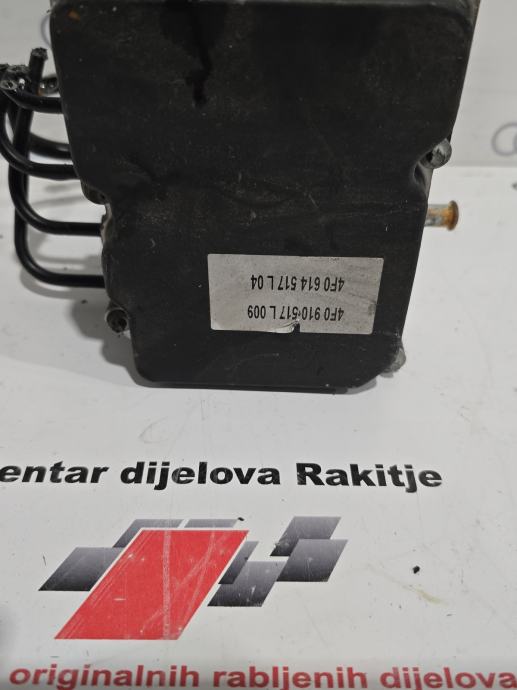 4F0 910 517 L 009
4F0 614 517 L 04
entar dijelova Rakitje
originalnih rabljenih dijelova